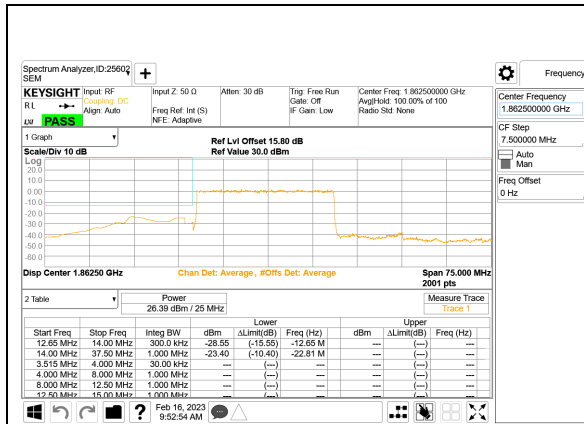 Spectrum Analyzer,ID:25602
SEM
+
Frequency
KEYSIGHT
R L
LXI
PASS
Input: RF
Coupling: DC
Align: Auto
Input Z: 50 Ω
Freq Ref: Int (S)
NFE: Adaptive
Atten: 30 dB
Trig: Free Run
Gate: Off
IF Gain: Low
Center Freq: 1.862500000 GHz
Avg|Hold: 100.00% of 100
Radio Std: None
Center Frequency
1.862500000 GHz
CF Step
7.500000 MHz
Auto
Man
Freq Offset
0 Hz
1 Graph
Scale/Div 10 dB
Ref Lvl Offset 15.80 dB
Ref Value 30.0 dBm
Log
20.0
10.0
0.00
-10.0
-20.0
-30.0
-40.0
-50.0
-60.0
Disp Center 1.86250 GHz
Chan Det: Average, #Offs Det: Average
Span 75.000 MHz
2001 pts
2 Table
Power
26.39 dBm / 25 MHz
Measure Trace
Trace 1
Lower Upper
Start Freq Stop Freq Integ BW dBm ΔLimit(dB) Freq (Hz) dBm ΔLimit(dB) Freq (Hz)
12.65 MHz 14.00 MHz 300.0 kHz -28.55 (-15.55) -12.65 M --- (---) ---
14.00 MHz 37.50 MHz 1.000 MHz -23.40 (-10.40) -22.81 M --- (---) ---
3.515 MHz 4.000 MHz 30.00 kHz --- (---) --- --- (---) ---
4.000 MHz 8.000 MHz 1.000 MHz --- (---) --- --- (---) ---
8.000 MHz 12.50 MHz 1.000 MHz --- (---) --- --- (---) ---
12.50 MHz 15.00 MHz 1.000 MHz --- (---) --- --- (---) ---
?
Feb 16, 2023
9:52:54 AM